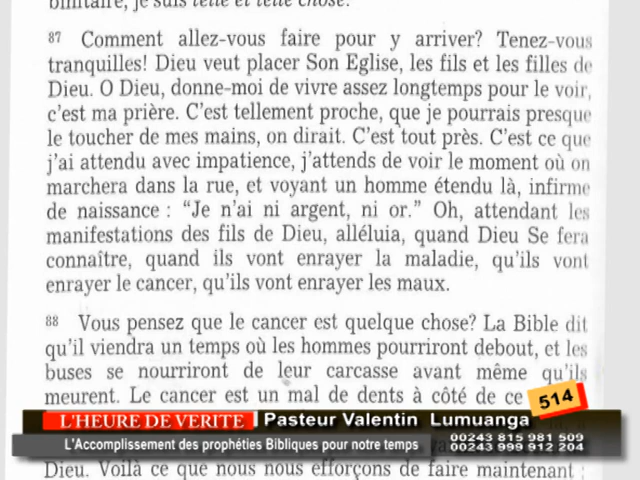 binitaire, je suis telle et telle chose.
87 Comment allez-vous faire pour y arriver? Tenez-vous
tranquilles! Dieu veut placer Son Eglise, les fils et les filles de
Dieu. O Dieu, donne-moi de vivre assez longtemps pour le voir,
c'est ma prière. C'est tellement proche, que je pourrais presque
le toucher de mes mains, on dirait. C'est tout près. C'est ce que
j'ai attendu avec impatience, j'attends de voir le moment où on
marchera dans la rue, et voyant un homme étendu là, infirme
de naissance : “Je n'ai ni argent, ni or.” Oh, attendant les
manifestations des fils de Dieu, alléluia, quand Dieu Se fera
connaître, quand ils vont enrayer la maladie, qu'ils vont
enrayer le cancer, qu'ils vont enrayer les maux.
88 Vous pensez que le cancer est quelque chose? La Bible dit
qu'il viendra un temps où les hommes pourriront debout, et les
buses se nourriront de leur carcasse avant même qu'ils
meurent. Le cancer est un mal de dents à côté de ce
514
L'HEURE DE VERITE Pasteur Valentin Lumuanga
L'Accomplissement des prophéties Bibliques pour notre temps
00243 815 981 509
00243 999 912 204
Dieu. Voilà ce que nous nous efforçons de faire maintenant :